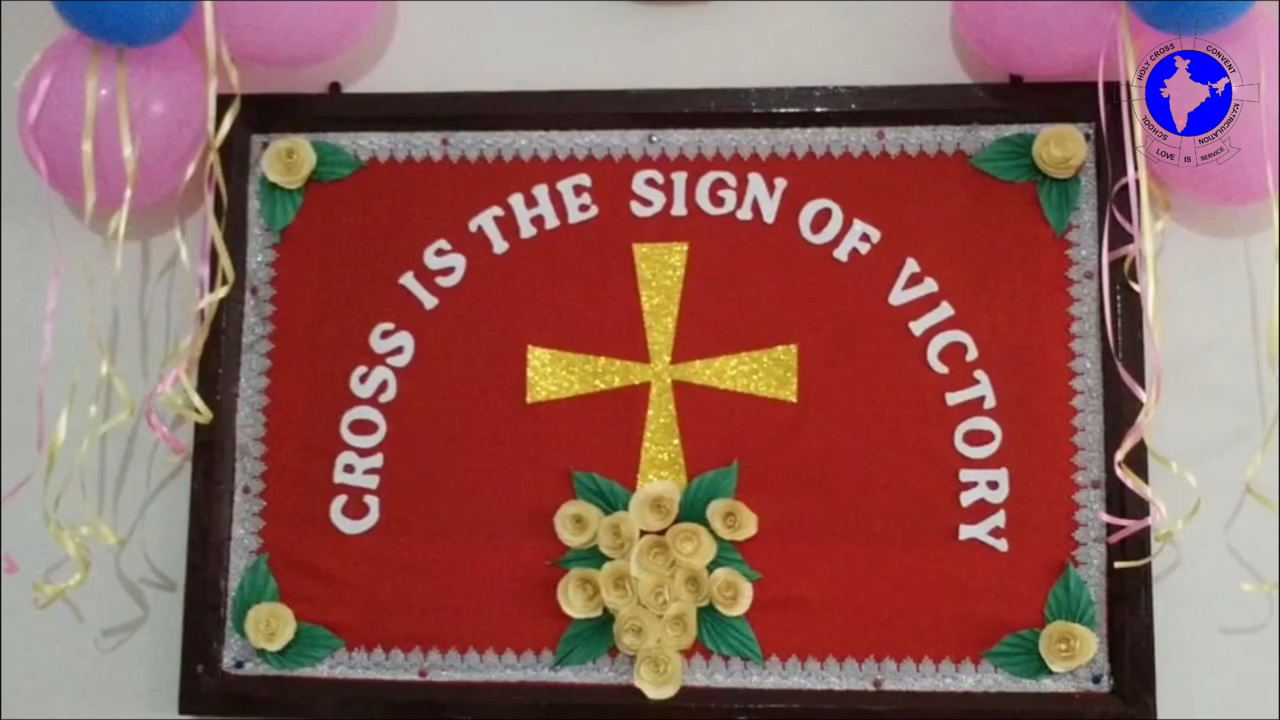 CROSS IS THE SIGN OF VICTORY
HOLY CROSS CONVENT
MATRICULATION SCHOOL
LOVE IS SERVICE